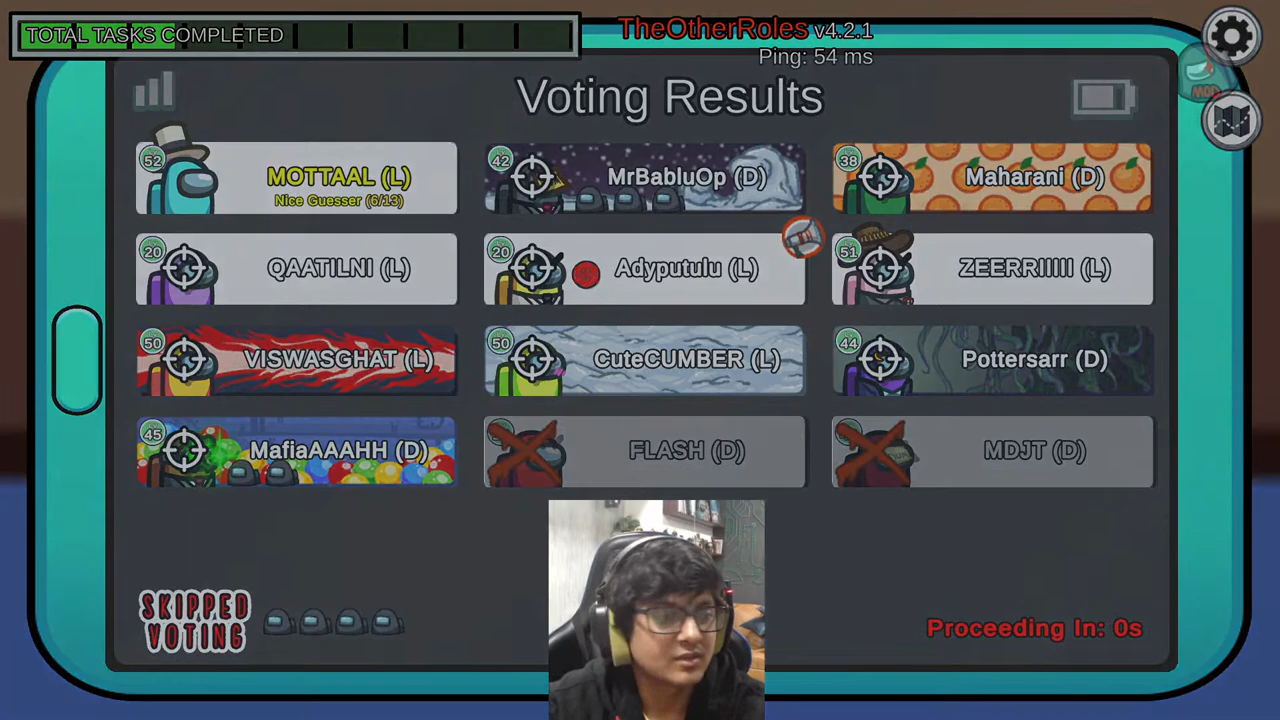 TOTAL TASKS COMPLETED
TheOtherRoles v4.2.1
Ping: 54 ms
MOD
Voting Results
52
MOTTAAL (L)
Nice Guesser (6/13)
42
MrBabluOp (D)
38
Maharani (D)
20
QAATILNI (L)
20
Adyputulu (L)
51
ZEERRIIIII (L)
50
VISWASGHAT (L)
50
CuteCUMBER (L)
44
Pottersarr (D)
45
MafiaAAAHH (D)
FLASH (D)
MDJT (D)
SKIPPED
VOTING
Proceeding In: 0s